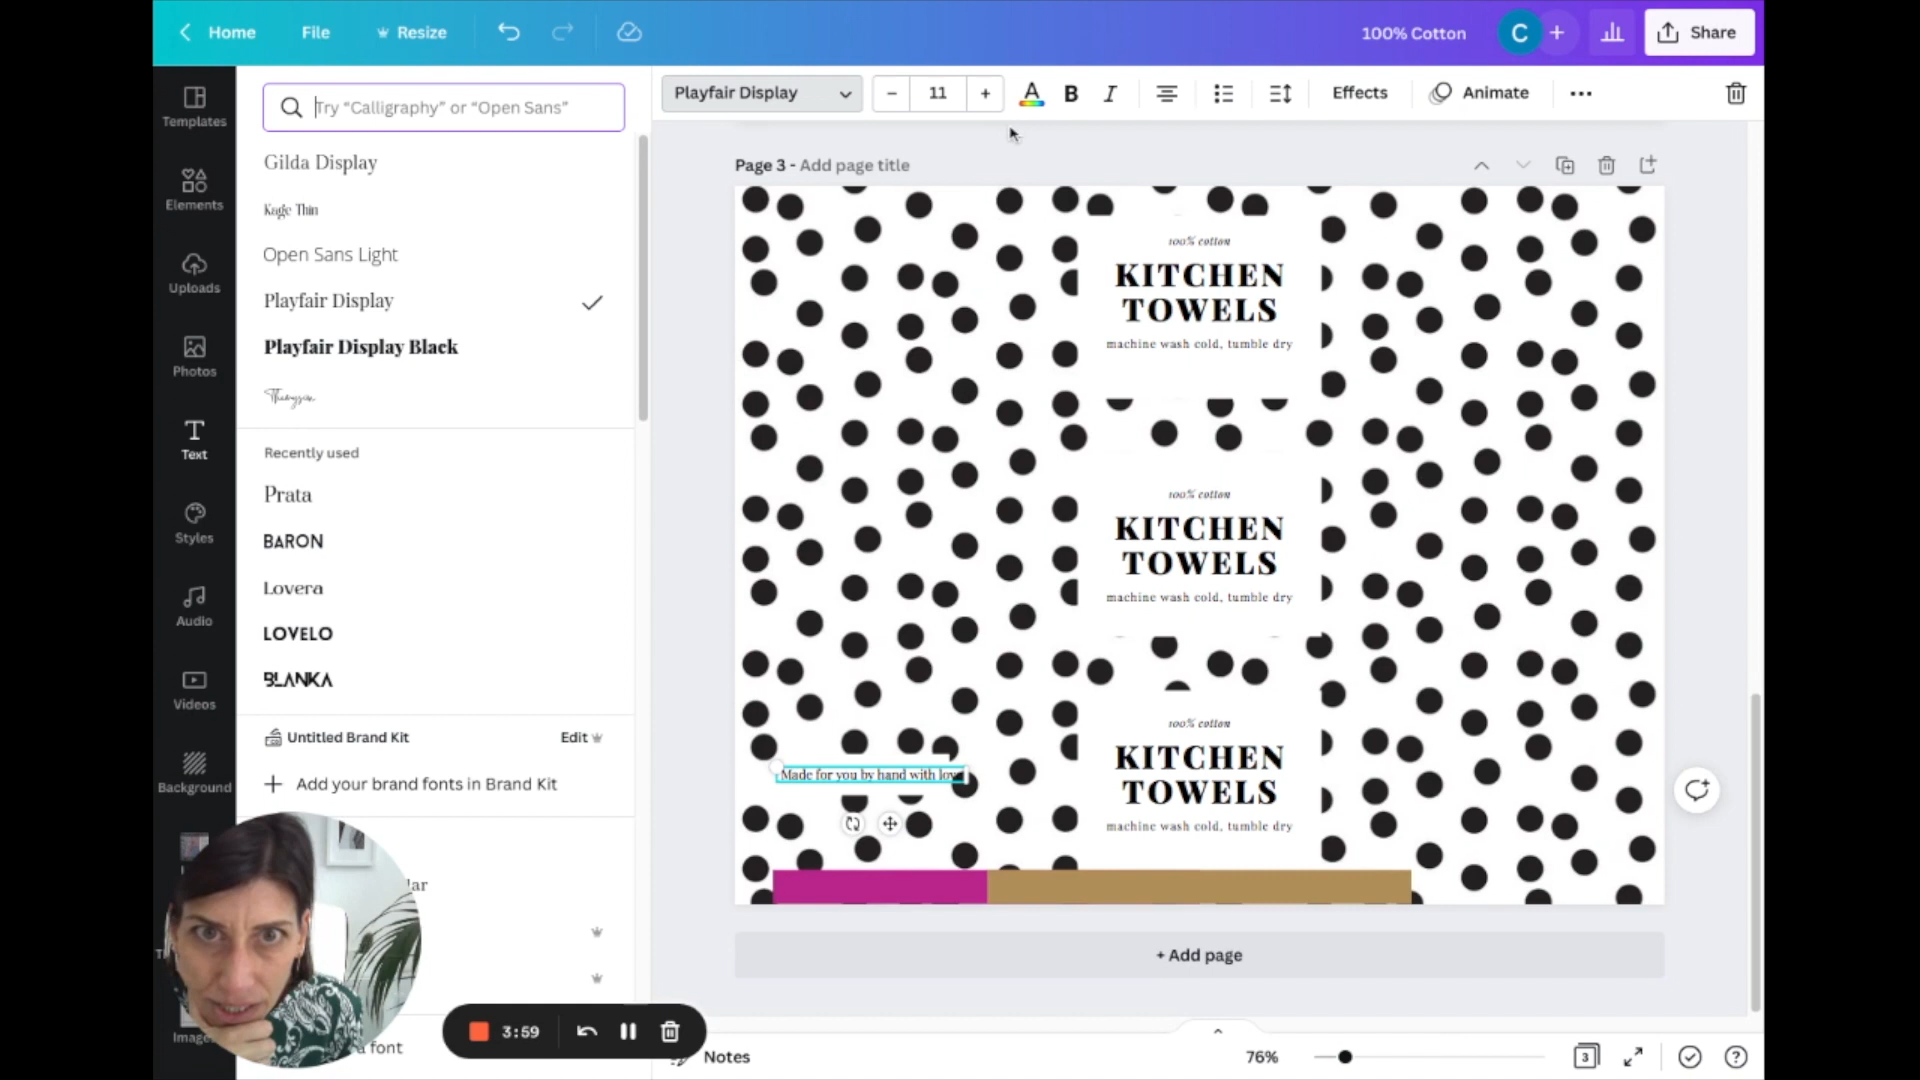 Home
File
Resize
100% Cotton
C
Share
Templates
Elements
Uploads
Photos
Text
Styles
Audio
Videos
Background
Try “Calligraphy” or “Open Sans”
Gilda Display
Kage Thin
Open Sans Light
Playfair Display
Playfair Display Black
Recently used
Prata
BARON
Lovera
LOVELO
BLANKA
Untitled Brand Kit
Edit
Add your brand fonts in Brand Kit
lar
a font
Image
3:59
Playfair Display
− 11 +
A
B
I
Effects
Animate
Page 3 - Add page title
100% cotton
KITCHEN
TOWELS
machine wash cold, tumble dry
100% cotton
KITCHEN
TOWELS
machine wash cold, tumble dry
100% cotton
KITCHEN
TOWELS
machine wash cold, tumble dry
Made for you by hand with love
+ Add page
Notes
76%
3
?